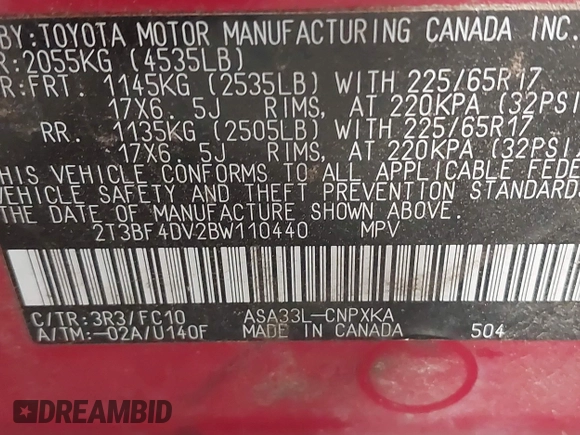 BY:TOYOTA MOTOR MANUFACTURING CANADA INC.
R:2055KG (4535LB)
R:FRT. 1145KG (2535LB) WITH 225/65R17
17X6.5J RIMS, AT 220KPA (32PSI
RR. 1135KG (2505LB) WITH 225/65R17
17X6.5J RIMS, AT 220KPA (32PSI
HIS VEHICLE CONFORMS TO ALL APPLICABLE FEDE
VEHICLE SAFETY AND THEFT PREVENTION STANDAR
THE DATE OF MANUFACTURE SHOWN ABOVE.
2T3BF4DV2BW110440 MPV
C/TR:3R3/FC10 ASA33L-CNPXKA
A/TM:-02A/U140F MADE IN CANADA 504
DREAMBID